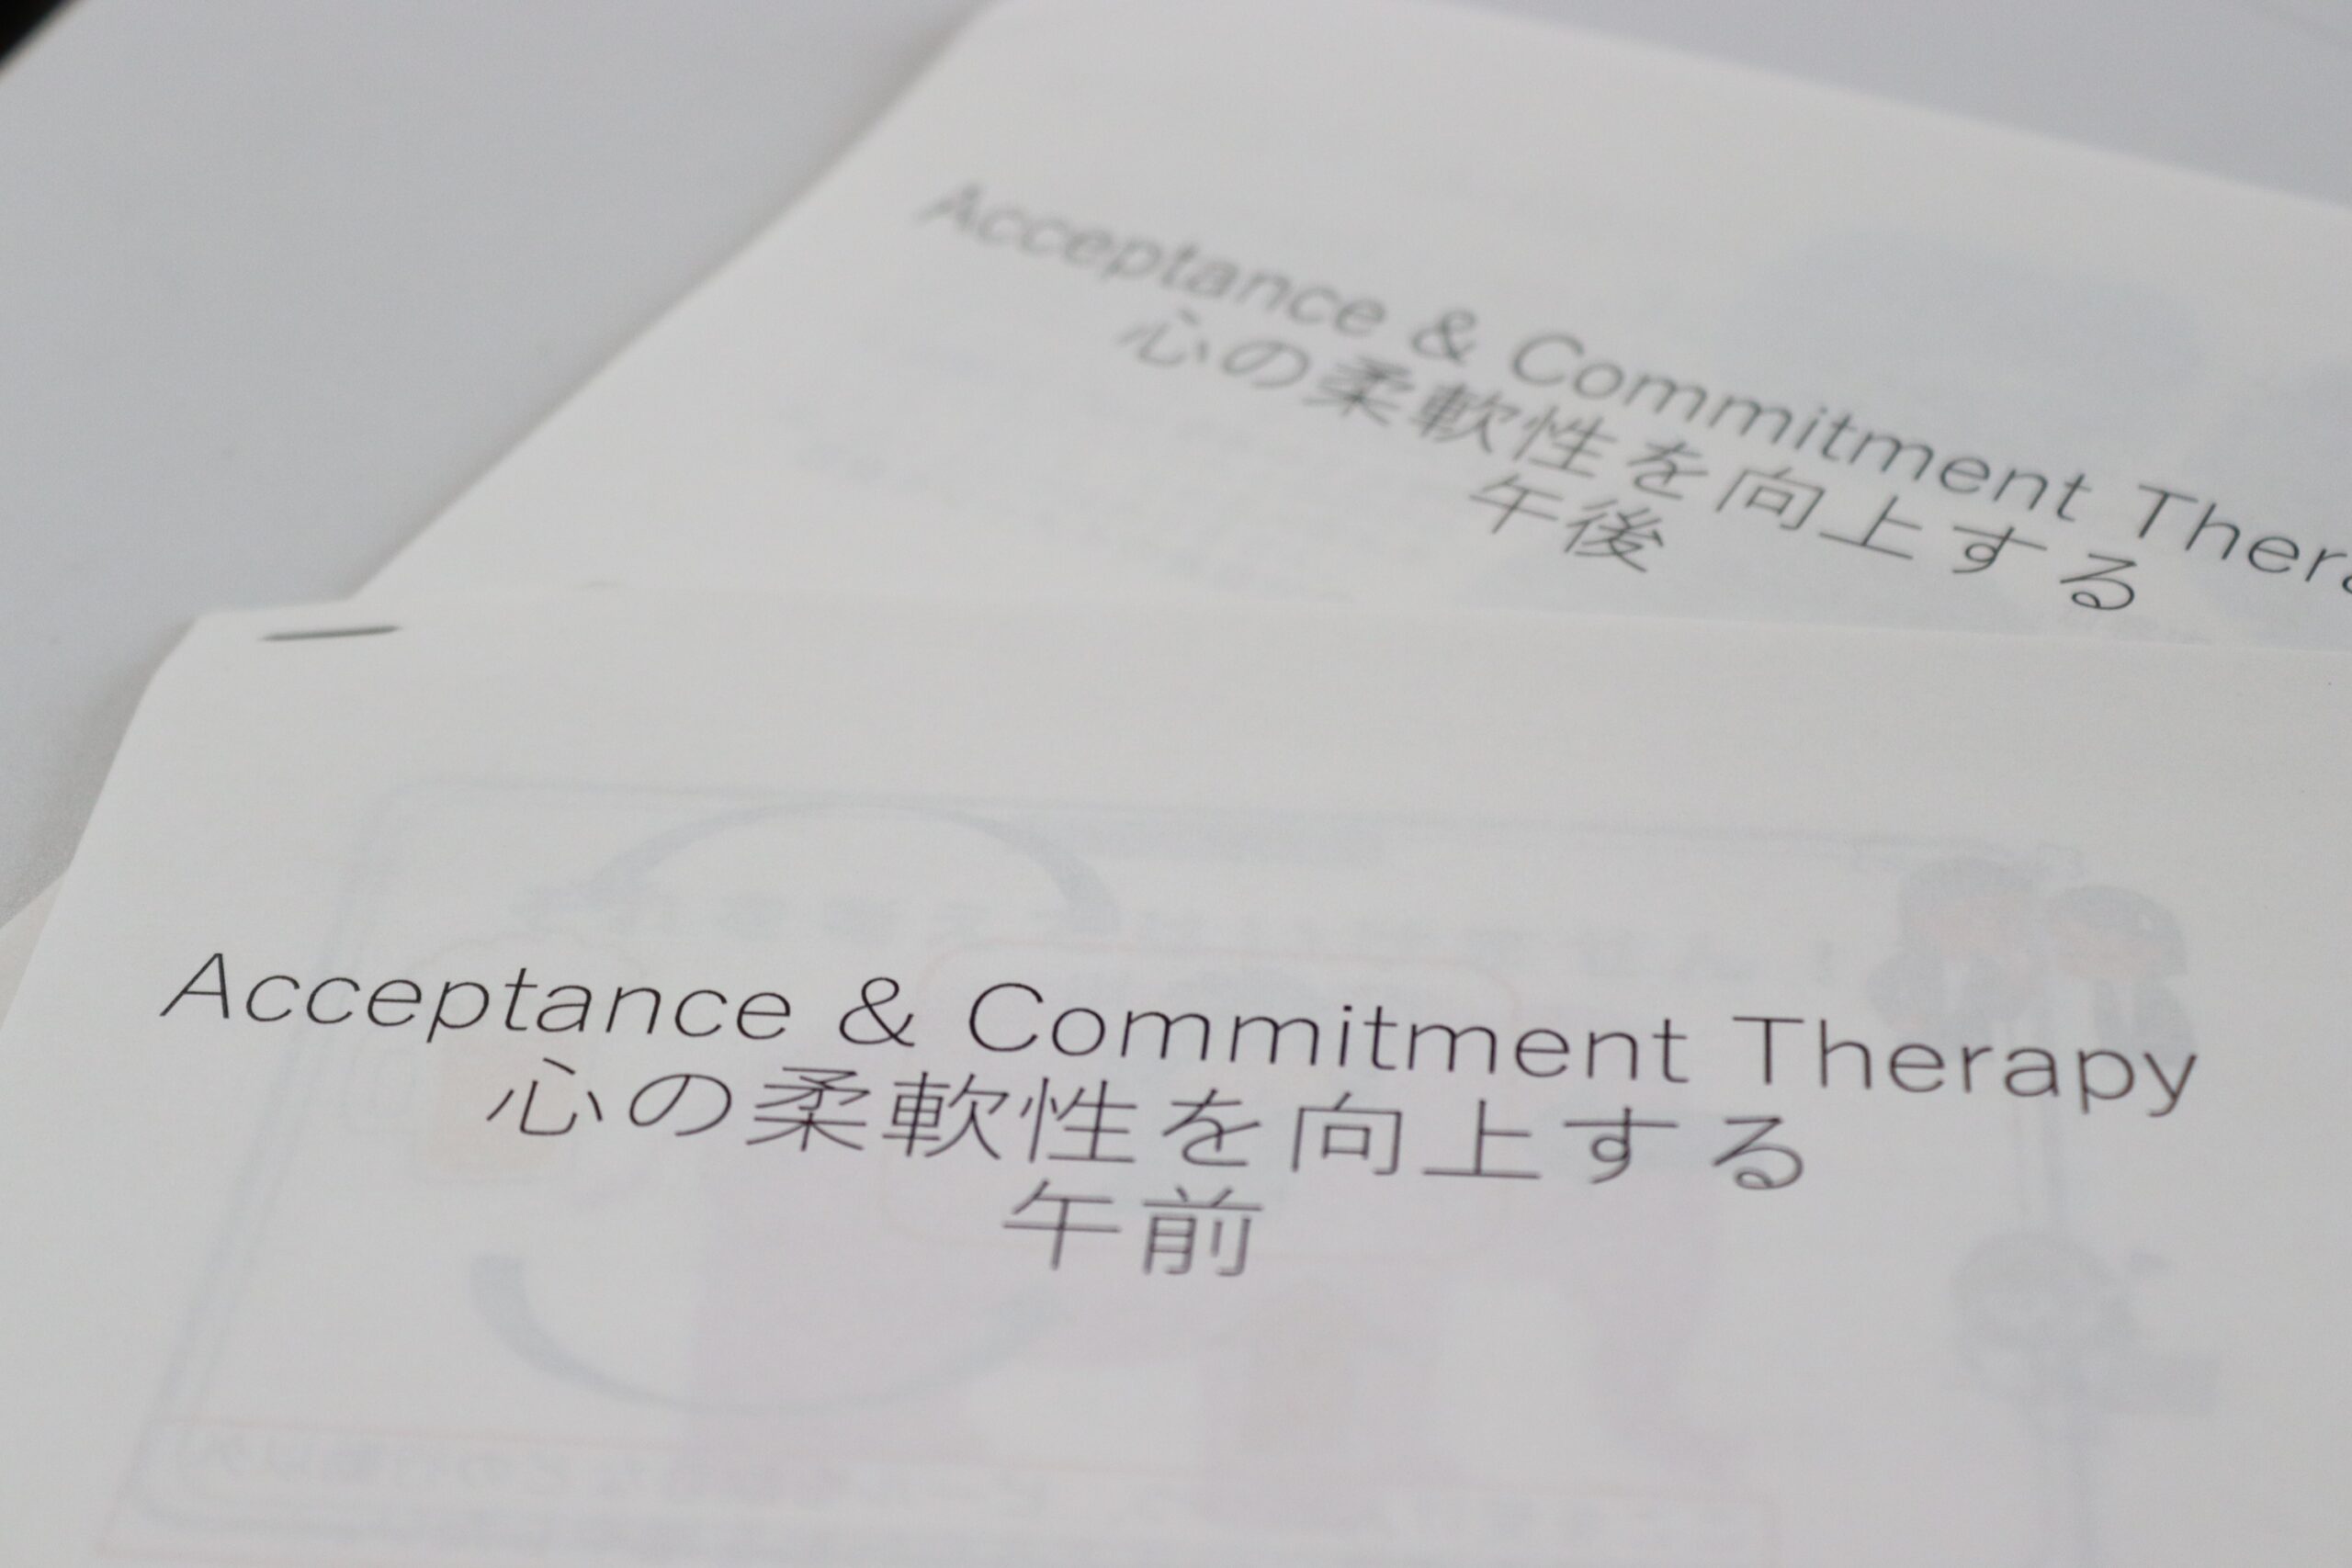 Acceptance & Commitment Thera
心の柔軟性を向上する
午後
Acceptance & Commitment Therapy
心の柔軟性を向上する
午前